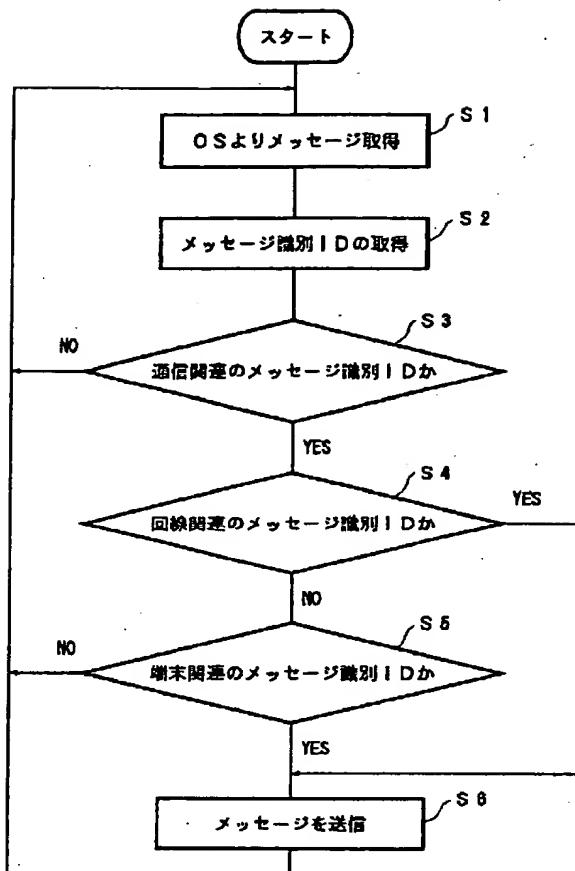 スタート
S1
OSよりメッセージ取得
S2
メッセージ識別IDの取得
S3
NO
通信関連のメッセージ識別IDか
YES
S4
YES
回線関連のメッセージ識別IDか
NO
S5
NO
端末関連のメッセージ識別IDか
YES
S6
メッセージを送信